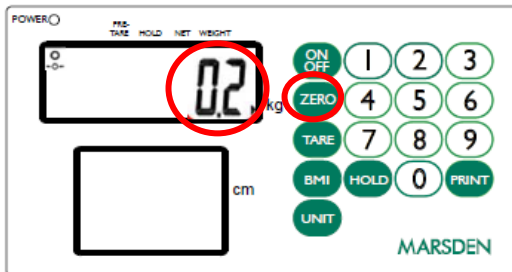 POWER
PRE-TARE HOLD NET WEIGHT
→0←
0.2 kg
cm
ON OFF 1 2 3
ZERO 4 5 6
TARE 7 8 9
BMI HOLD 0 PRINT
UNIT
MARSDEN